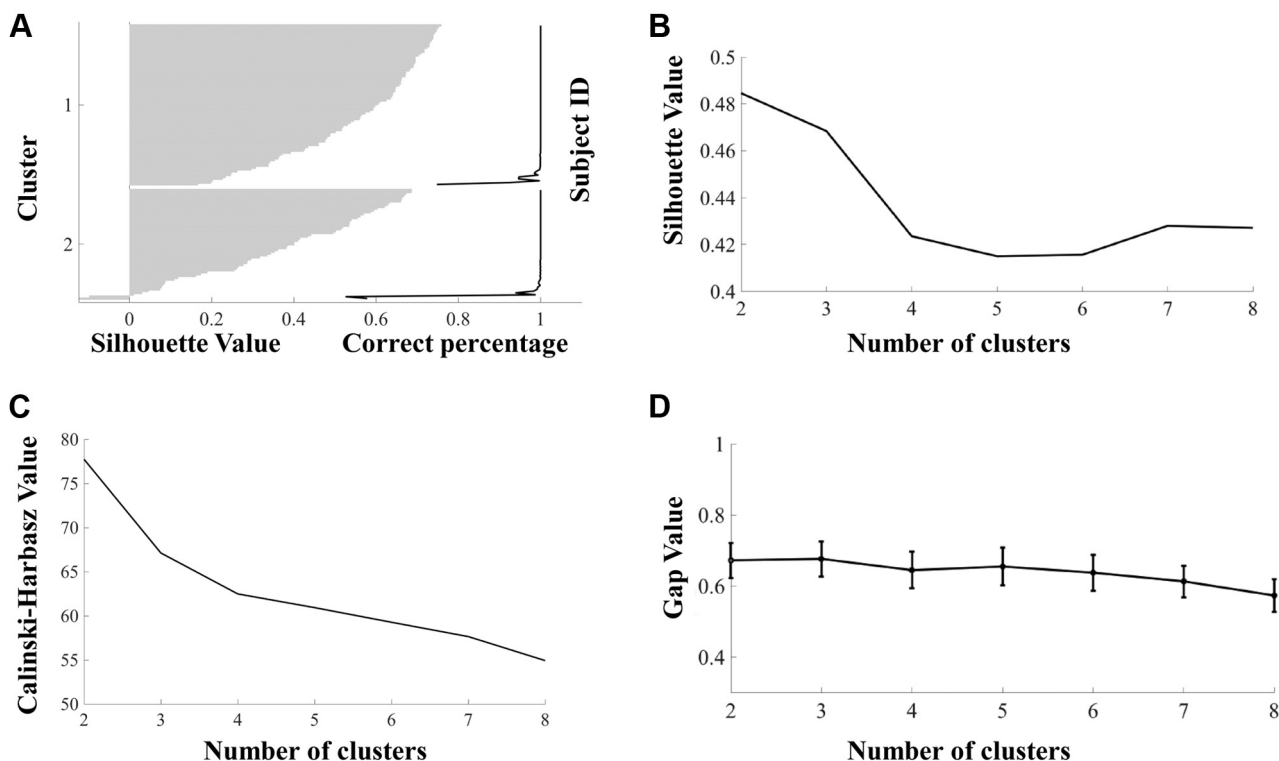 A
Cluster
1
2
0 0.2 0.4 0.6 0.8 1
Silhouette Value Correct percentage
Subject ID
B
Silhouette Value
0.5
0.48
0.46
0.44
0.42
0.4
2 3 4 5 6 7 8
Number of clusters
C
Calinski-Harbasz Value
80
75
70
65
60
55
50
2 3 4 5 6 7 8
Number of clusters
D
Gap Value
1
0.8
0.6
0.4
2 3 4 5 6 7 8
Number of clusters